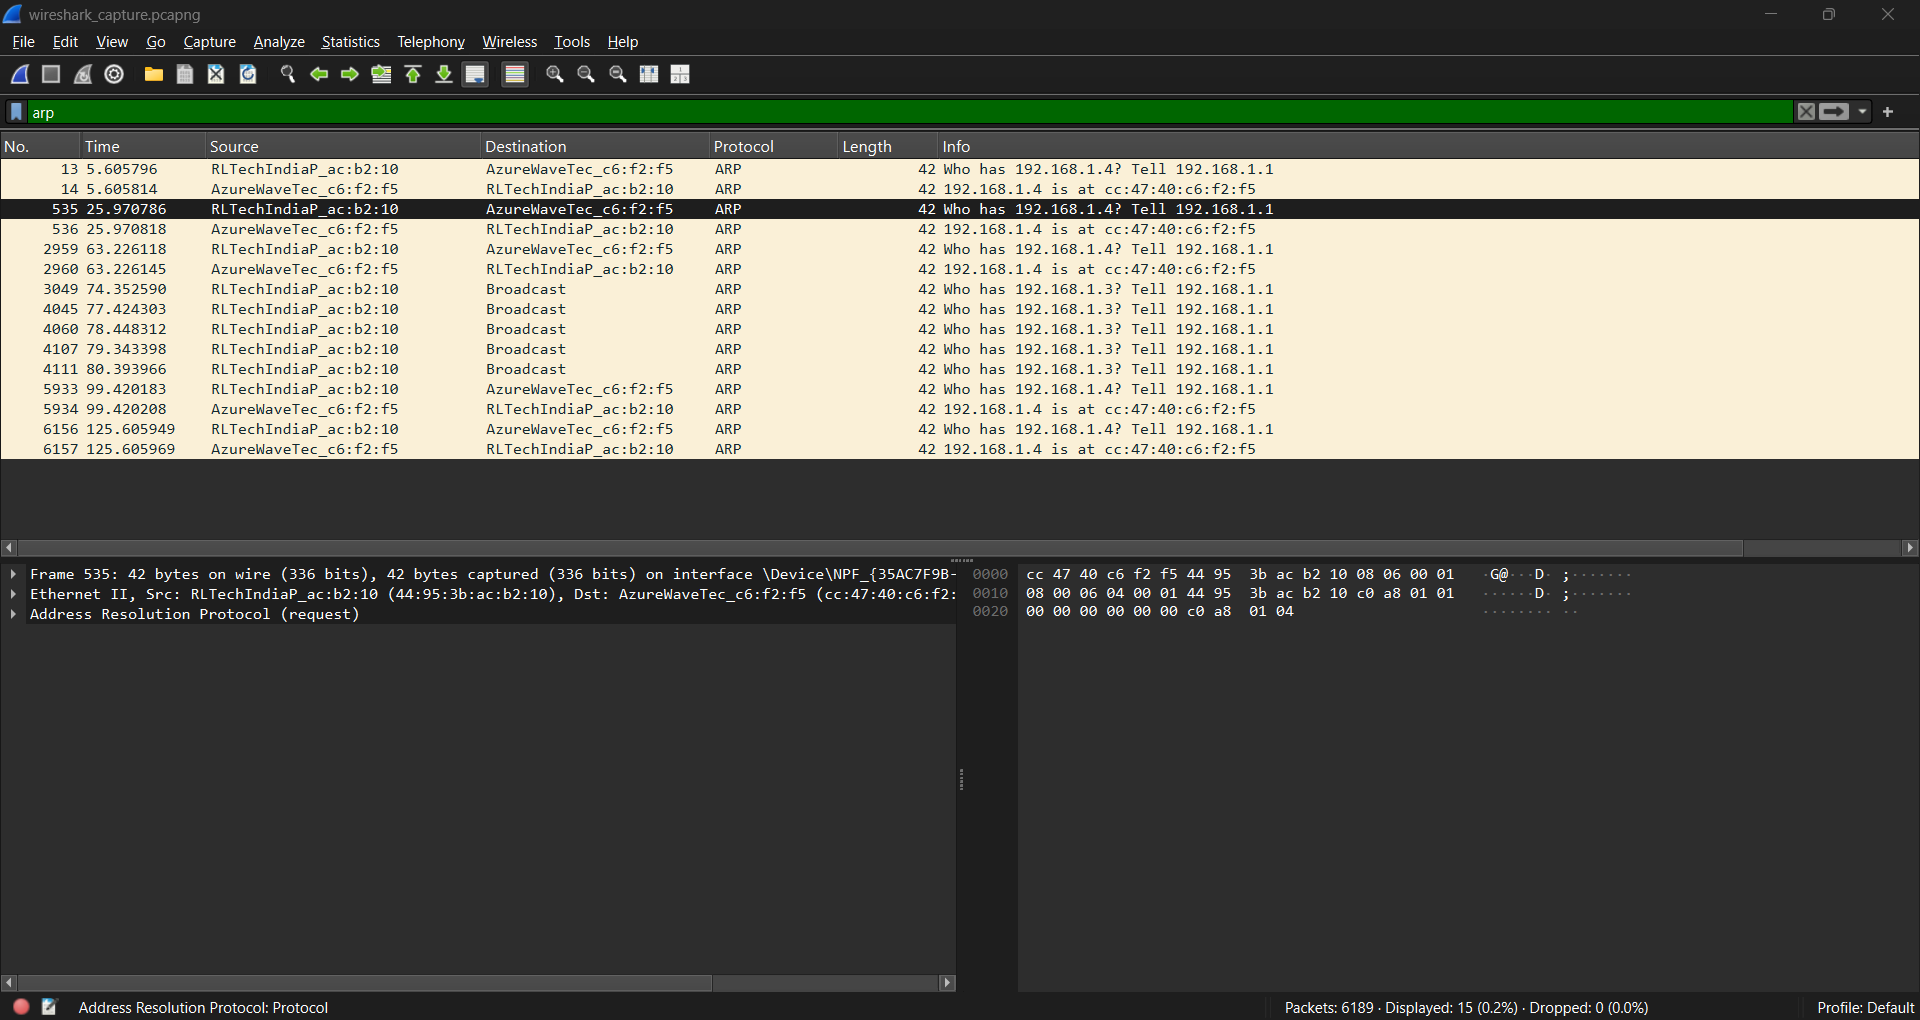 wireshark_capture.pcapng
File Edit View Go Capture Analyze Statistics Telephony Wireless Tools Help
arp
No. Time Source Destination Protocol Length Info
13 5.605796 RLTechIndiaP_ac:b2:10 AzureWaveTec_c6:f2:f5 ARP 42 Who has 192.168.1.4? Tell 192.168.1.1
14 5.605814 AzureWaveTec_c6:f2:f5 RLTechIndiaP_ac:b2:10 ARP 42 192.168.1.4 is at cc:47:40:c6:f2:f5
535 25.970786 RLTechIndiaP_ac:b2:10 AzureWaveTec_c6:f2:f5 ARP 42 Who has 192.168.1.4? Tell 192.168.1.1
536 25.970818 AzureWaveTec_c6:f2:f5 RLTechIndiaP_ac:b2:10 ARP 42 192.168.1.4 is at cc:47:40:c6:f2:f5
2959 63.226118 RLTechIndiaP_ac:b2:10 AzureWaveTec_c6:f2:f5 ARP 42 Who has 192.168.1.4? Tell 192.168.1.1
2960 63.226145 AzureWaveTec_c6:f2:f5 RLTechIndiaP_ac:b2:10 ARP 42 192.168.1.4 is at cc:47:40:c6:f2:f5
3049 74.352590 RLTechIndiaP_ac:b2:10 Broadcast ARP 42 Who has 192.168.1.3? Tell 192.168.1.1
4045 77.424303 RLTechIndiaP_ac:b2:10 Broadcast ARP 42 Who has 192.168.1.3? Tell 192.168.1.1
4060 78.448312 RLTechIndiaP_ac:b2:10 Broadcast ARP 42 Who has 192.168.1.3? Tell 192.168.1.1
4107 79.343398 RLTechIndiaP_ac:b2:10 Broadcast ARP 42 Who has 192.168.1.3? Tell 192.168.1.1
4111 80.393966 RLTechIndiaP_ac:b2:10 Broadcast ARP 42 Who has 192.168.1.3? Tell 192.168.1.1
5933 99.420183 RLTechIndiaP_ac:b2:10 AzureWaveTec_c6:f2:f5 ARP 42 Who has 192.168.1.4? Tell 192.168.1.1
5934 99.420208 AzureWaveTec_c6:f2:f5 RLTechIndiaP_ac:b2:10 ARP 42 192.168.1.4 is at cc:47:40:c6:f2:f5
6156 125.605949 RLTechIndiaP_ac:b2:10 AzureWaveTec_c6:f2:f5 ARP 42 Who has 192.168.1.4? Tell 192.168.1.1
6157 125.605969 AzureWaveTec_c6:f2:f5 RLTechIndiaP_ac:b2:10 ARP 42 192.168.1.4 is at cc:47:40:c6:f2:f5
Frame 535: 42 bytes on wire (336 bits), 42 bytes captured (336 bits) on interface \Device\NPF_{35AC7F9B-
Ethernet II, Src: RLTechIndiaP_ac:b2:10 (44:95:3b:ac:b2:10), Dst: AzureWaveTec_c6:f2:f5 (cc:47:40:c6:f2:
Address Resolution Protocol (request)
0000 cc 47 40 c6 f2 f5 44 95 3b ac b2 10 08 06 00 01 ·G@···D· ;·······
0010 08 00 06 04 00 01 44 95 3b ac b2 10 c0 a8 01 01 ······D· ;·······
0020 00 00 00 00 00 00 c0 a8 01 04 ········ ··
Address Resolution Protocol: Protocol
Packets: 6189 · Displayed: 15 (0.2%) · Dropped: 0 (0.0%)
Profile: Default